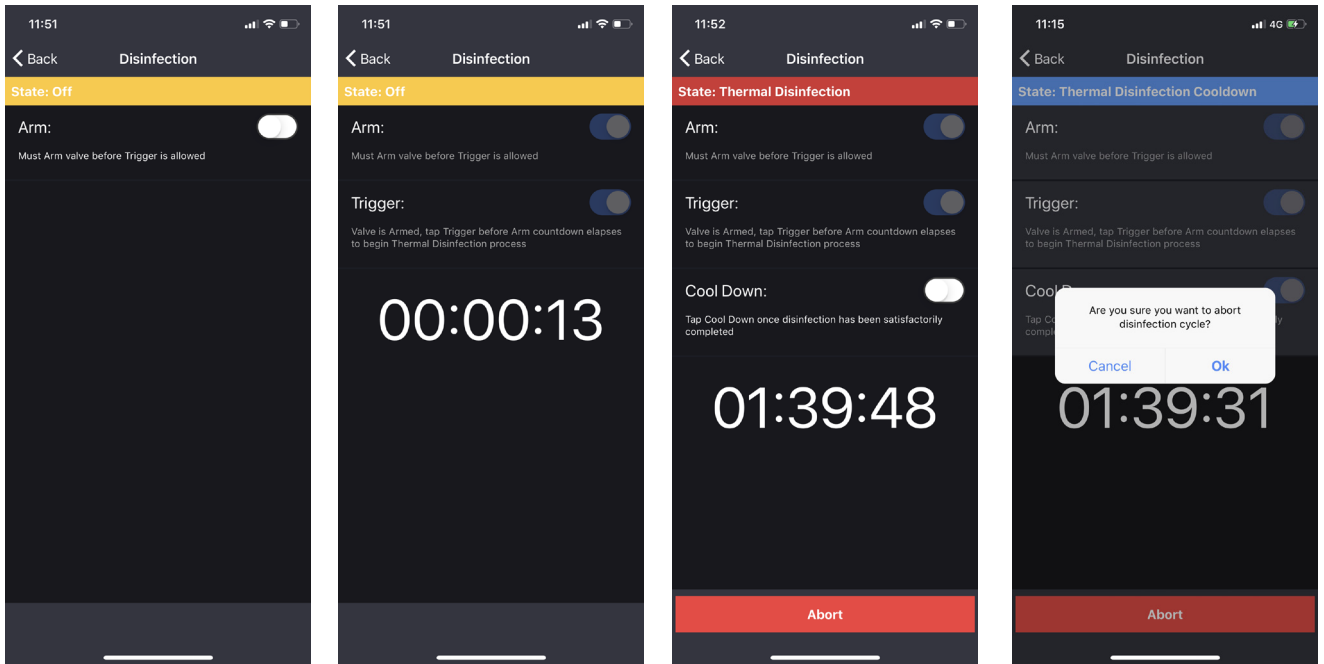 11:51
Back
Disinfection
State: Off
Arm:
Must Arm valve before Trigger is allowed
11:51
Back
Disinfection
State: Off
Arm:
Must Arm valve before Trigger is allowed
Trigger:
Valve is Armed, tap Trigger before Arm countdown elapses
to begin Thermal Disinfection process
00:00:13
11:52
Back
Disinfection
State: Thermal Disinfection
Arm:
Must Arm valve before Trigger is allowed
Trigger:
Valve is Armed, tap Trigger before Arm countdown elapses
to begin Thermal Disinfection process
Cool Down:
Tap Cool Down once disinfection has been satisfactorily
completed
01:39:48
Abort
11:15
4G
Back
Disinfection
State: Thermal Disinfection Cooldown
Arm:
Must Arm valve before Trigger is allowed
Trigger:
Valve is Armed, tap Trigger before Arm countdown elapses
to begin Thermal Disinfection process
Cool
Are you sure you want to abort
disinfection cycle?
Cancel
Ok
01:39:31
Abort